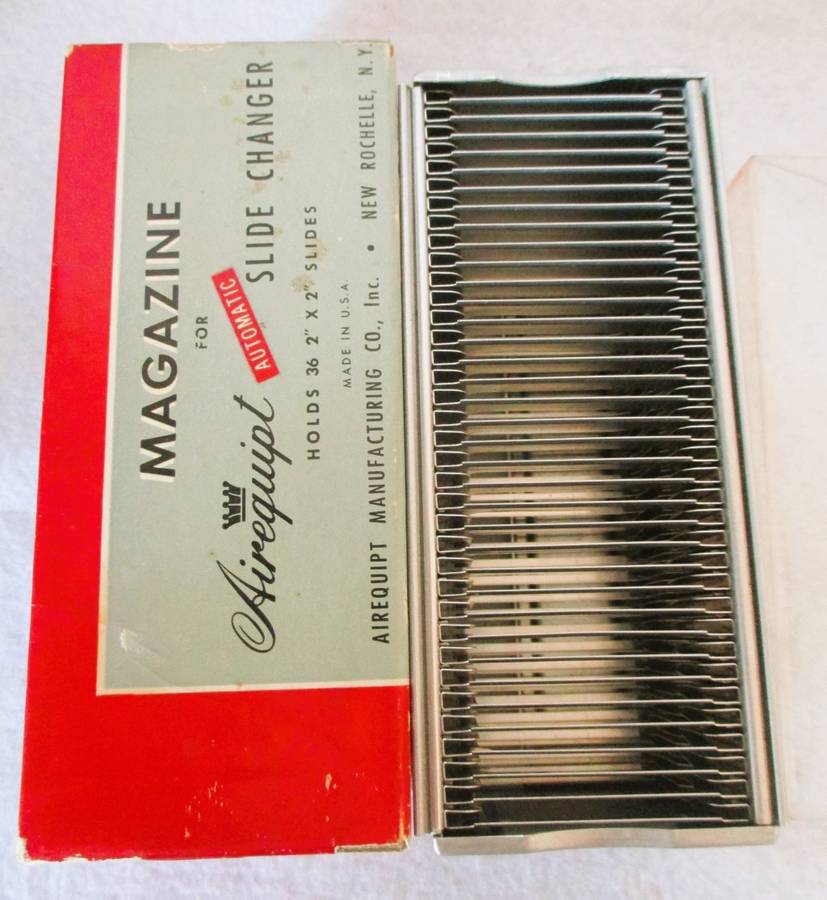 MAGAZINE
FOR
Airequipt AUTOMATIC SLIDE CHANGER
HOLDS 36 2" X 2" SLIDES
MADE IN U.S.A.
AIREQUIPT MANUFACTURING CO., Inc. • NEW ROCHELLE, N.Y.